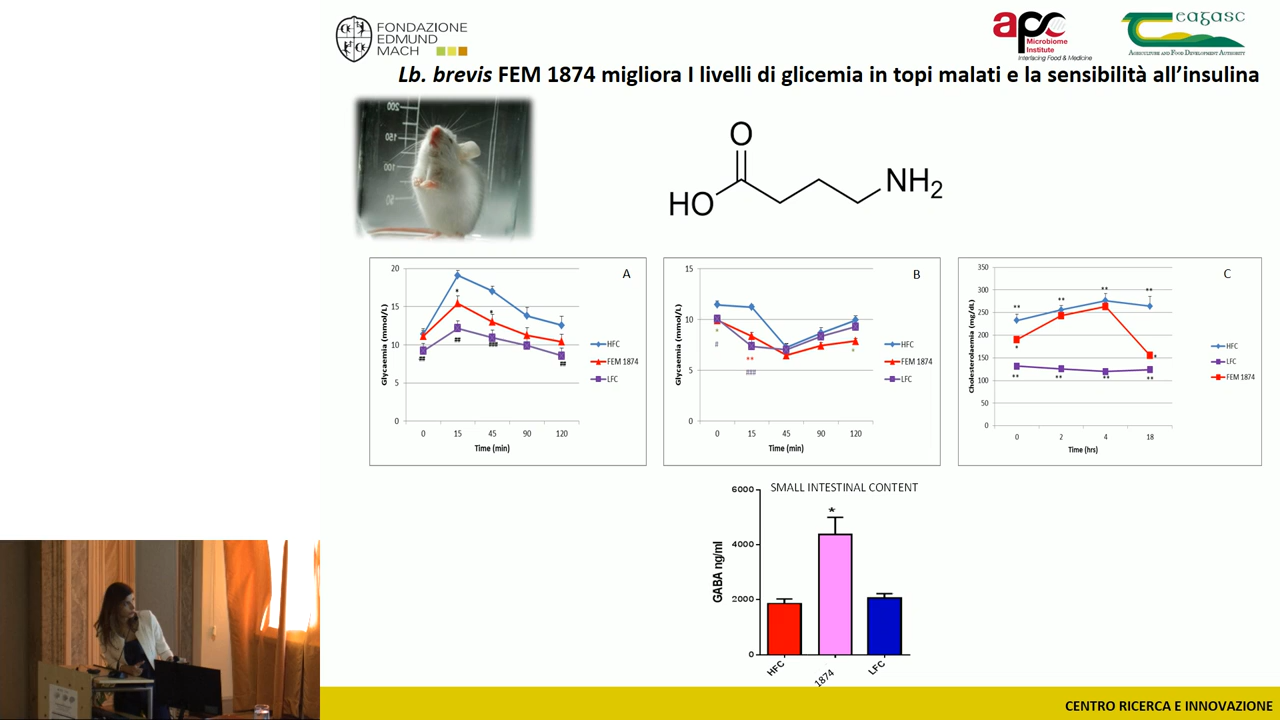 FONDAZIONE
EDMUND
MACH
apc
Microbiome
Institute
Interfacing Food & Medicine
eagasc
AGRICULTURE AND FOOD DEVELOPMENT AUTHORITY
Lb. brevis FEM 1874 migliora I livelli di glicemia in topi malati e la sensibilità all'insulina
200
150
100
50
O
HO
NH2
A
Glycaemia (mmol/L)
20
15
10
5
0
* *
## ## ### ##
HFC
FEM 1874
LFC
0 15 45 90 120
Time (min)
B
Glycaemia (mmol/L)
15
10
5
0
* ** *
# ###
HFC
FEM 1874
LFC
0 15 45 90 120
Time (min)
C
Cholesterolaemia (mg/dL)
350
300
250
200
150
100
50
0
** ** ** **
* *
** ** ** **
HFC
LFC
FEM 1874
0 2 4 18
Time (hrs)
SMALL INTESTINAL CONTENT
GABA ng/ml
6000
4000
2000
0
*
HFC 1874 LFC
CENTRO RICERCA E INNOVAZIONE